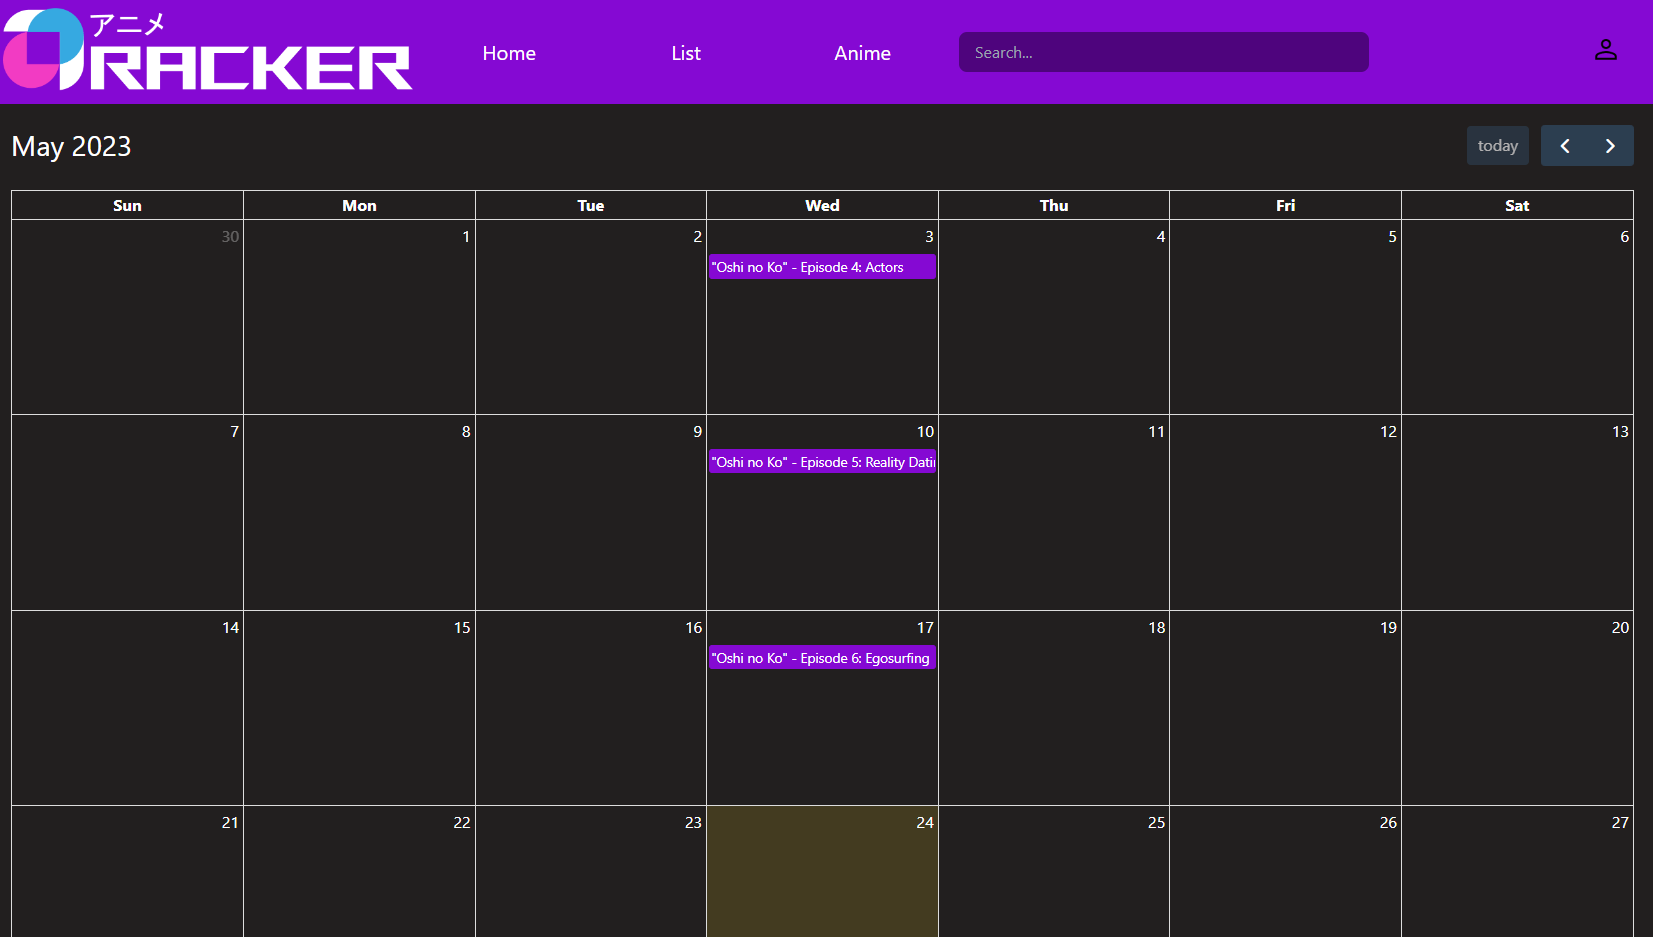 アニメ
RACKER
Home List Anime Search...
May 2023
today
Sun Mon Tue Wed Thu Fri Sat
30 1 2 3 4 5 6
"Oshi no Ko" - Episode 4: Actors
7 8 9 10 11 12 13
"Oshi no Ko" - Episode 5: Reality Dati
14 15 16 17 18 19 20
"Oshi no Ko" - Episode 6: Egosurfing
21 22 23 24 25 26 27